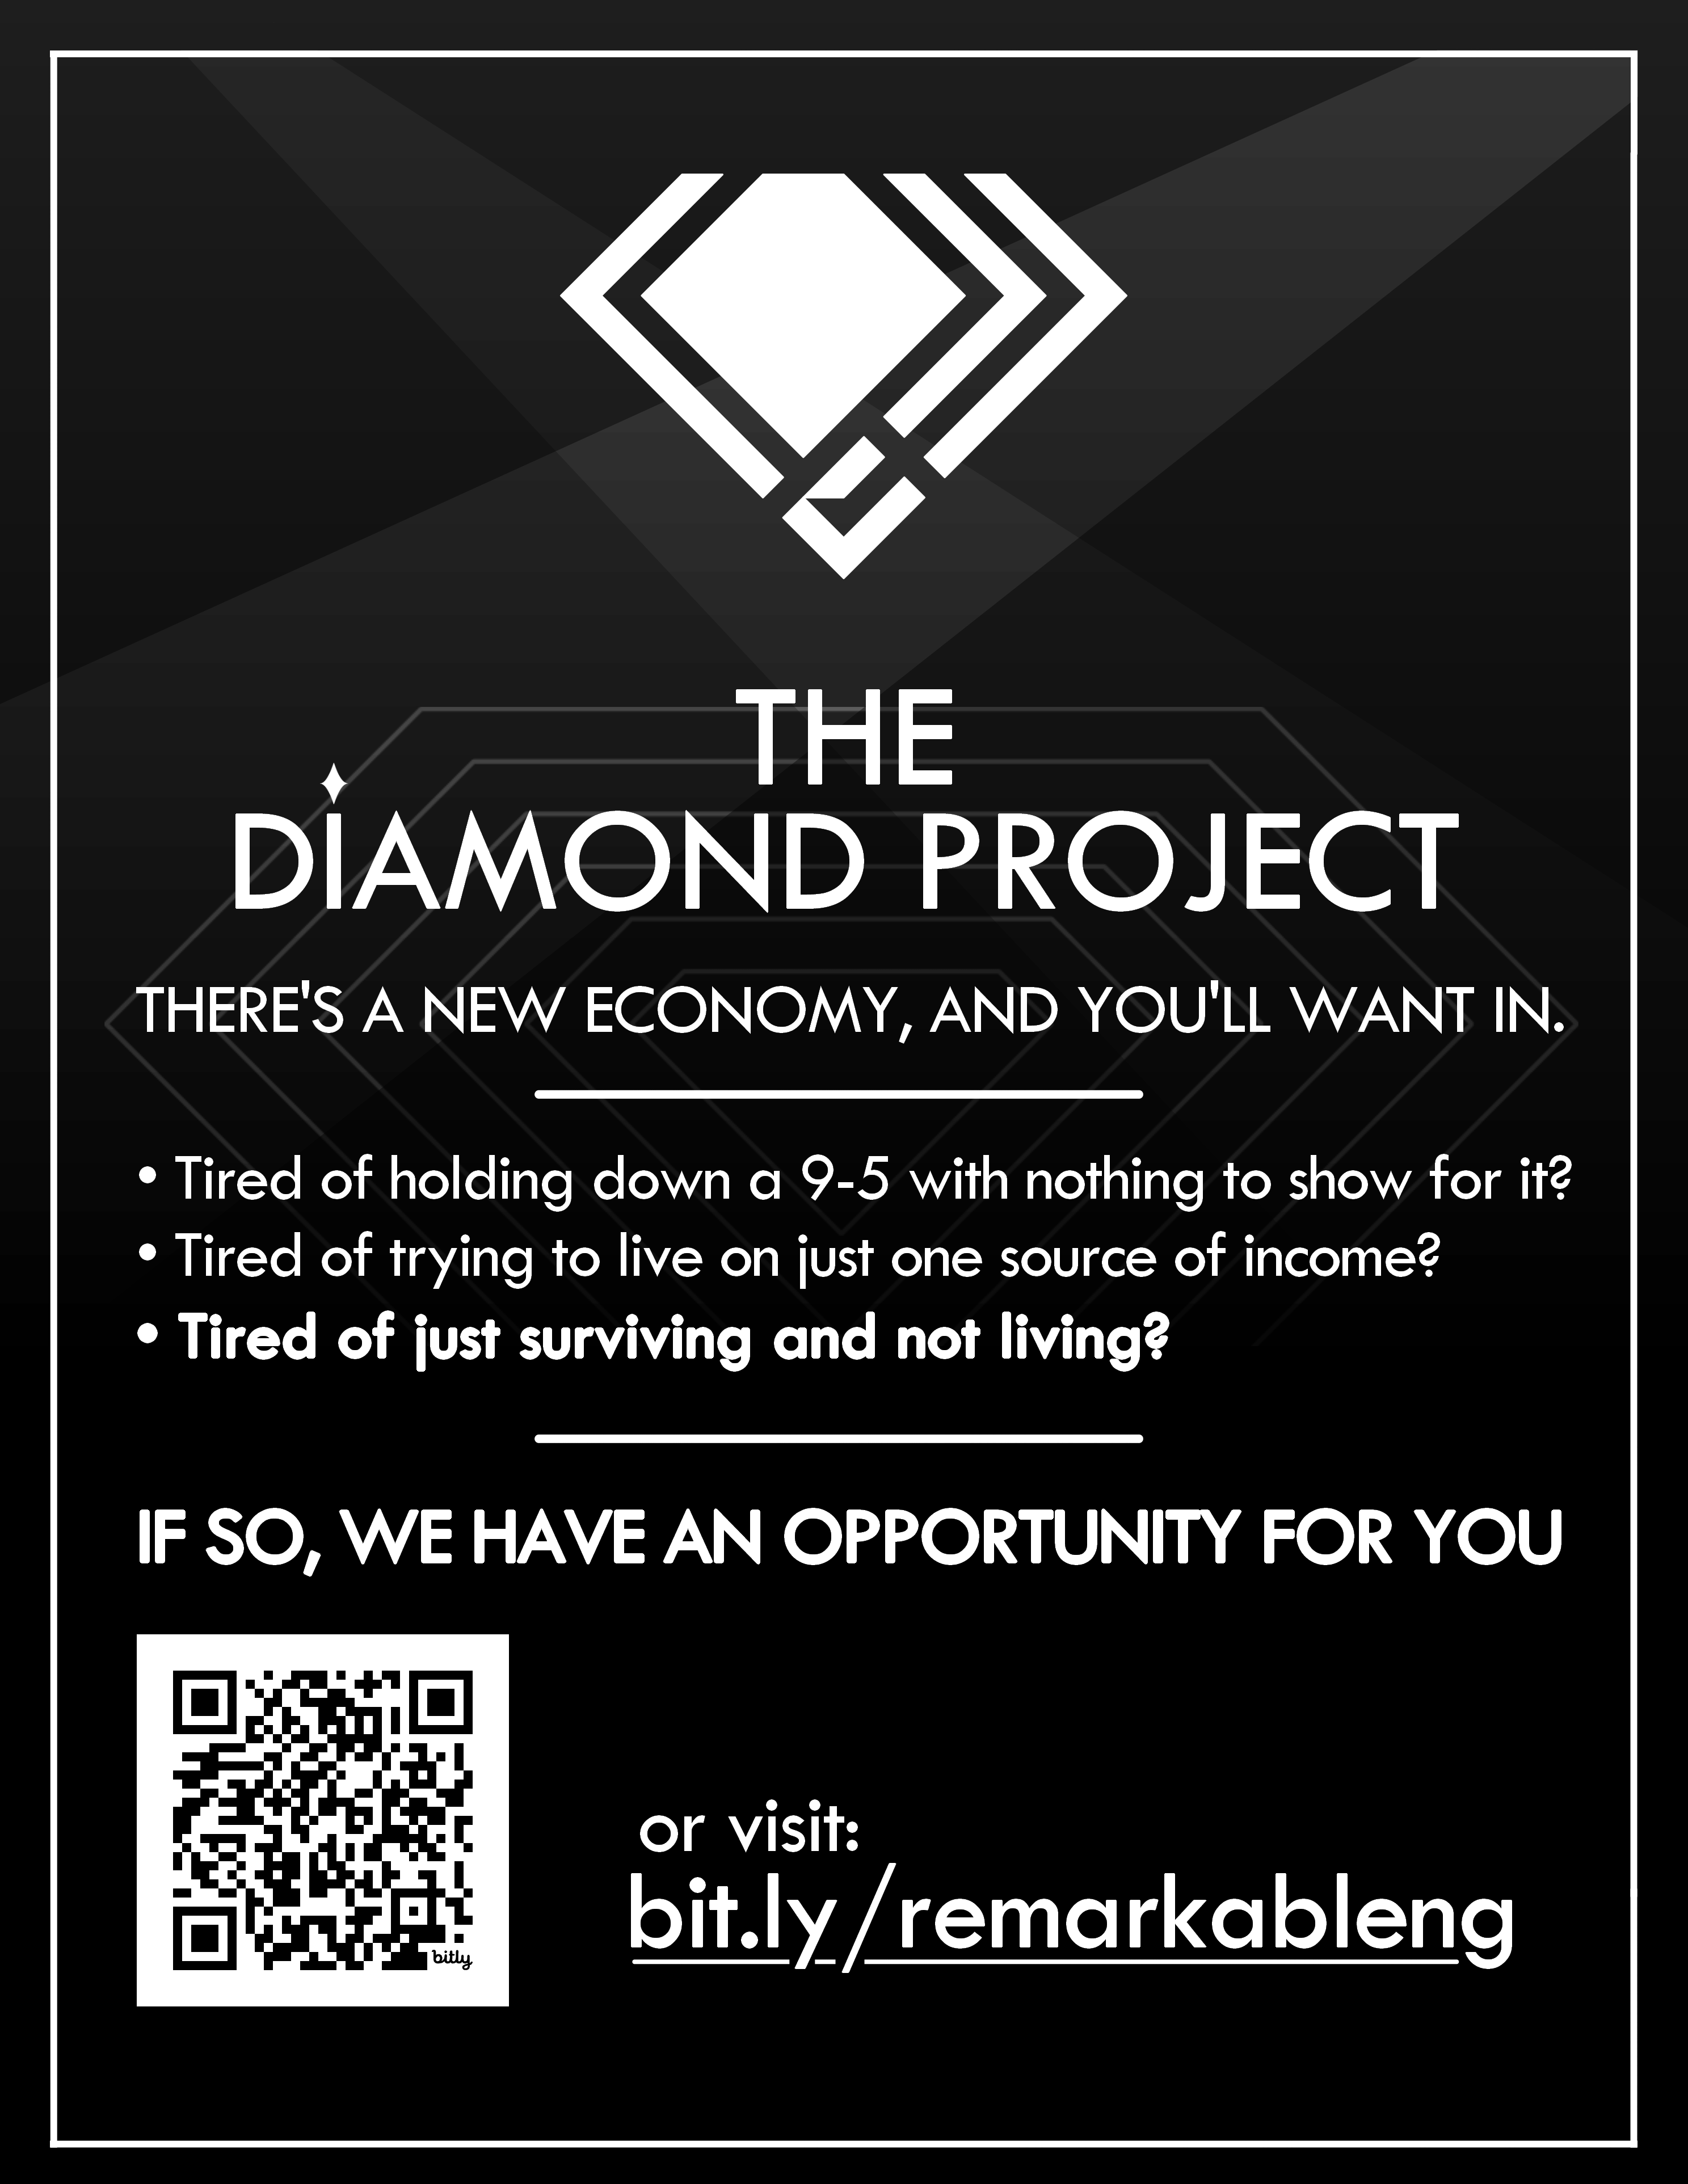 THE
DIAMOND PROJECT
THERE'S A NEW ECONOMY, AND YOU'LL WANT IN.
• Tired of holding down a 9-5 with nothing to show for it?
• Tired of trying to live on just one source of income?
• Tired of just surviving and not living?
IF SO, WE HAVE AN OPPORTUNITY FOR YOU
or visit:
bit.ly/remarkableng
bitly